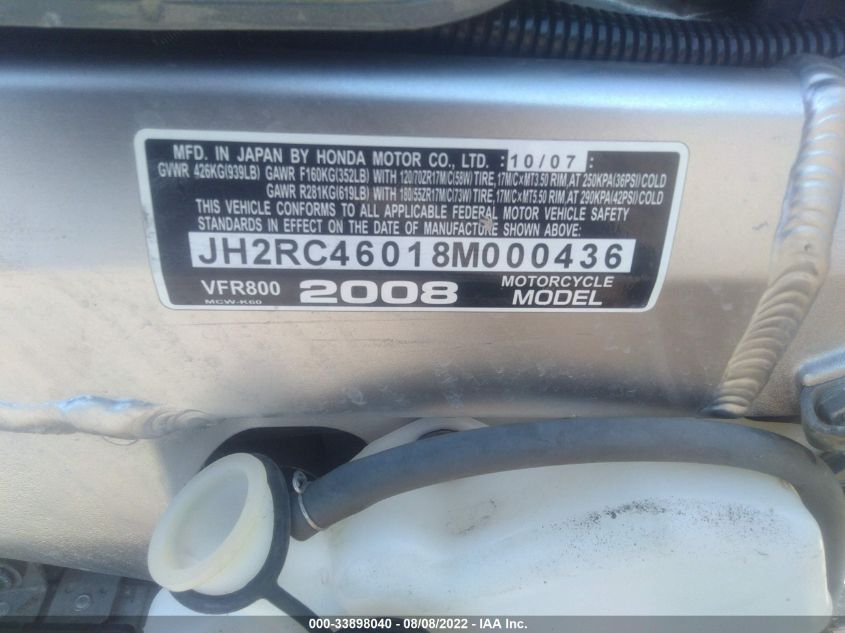 MFD. IN JAPAN BY HONDA MOTOR CO., LTD. :10/07:
GVWR 426KG(939LB) GAWR F160KG(352LB) WITH 120/70ZR17M/C(58W) TIRE, 17M/CxMT3.50 RIM, AT 250KPA(36PSI) COLD
GAWR R281KG(619LB) WITH 180/55ZR17M/C(73W) TIRE, 17M/CxMT5.50 RIM, AT 290KPA(42PSI) COLD
THIS VEHICLE CONFORMS TO ALL APPLICABLE FEDERAL MOTOR VEHICLE SAFETY
STANDARDS IN EFFECT ON THE DATE OF MANUFACTURE SHOWN ABOVE:
JH2RC46018M000436
VFR800 2008 MOTORCYCLE
MCW-K60 MODEL
000-33898040 - 08/08/2022 - IAA Inc.